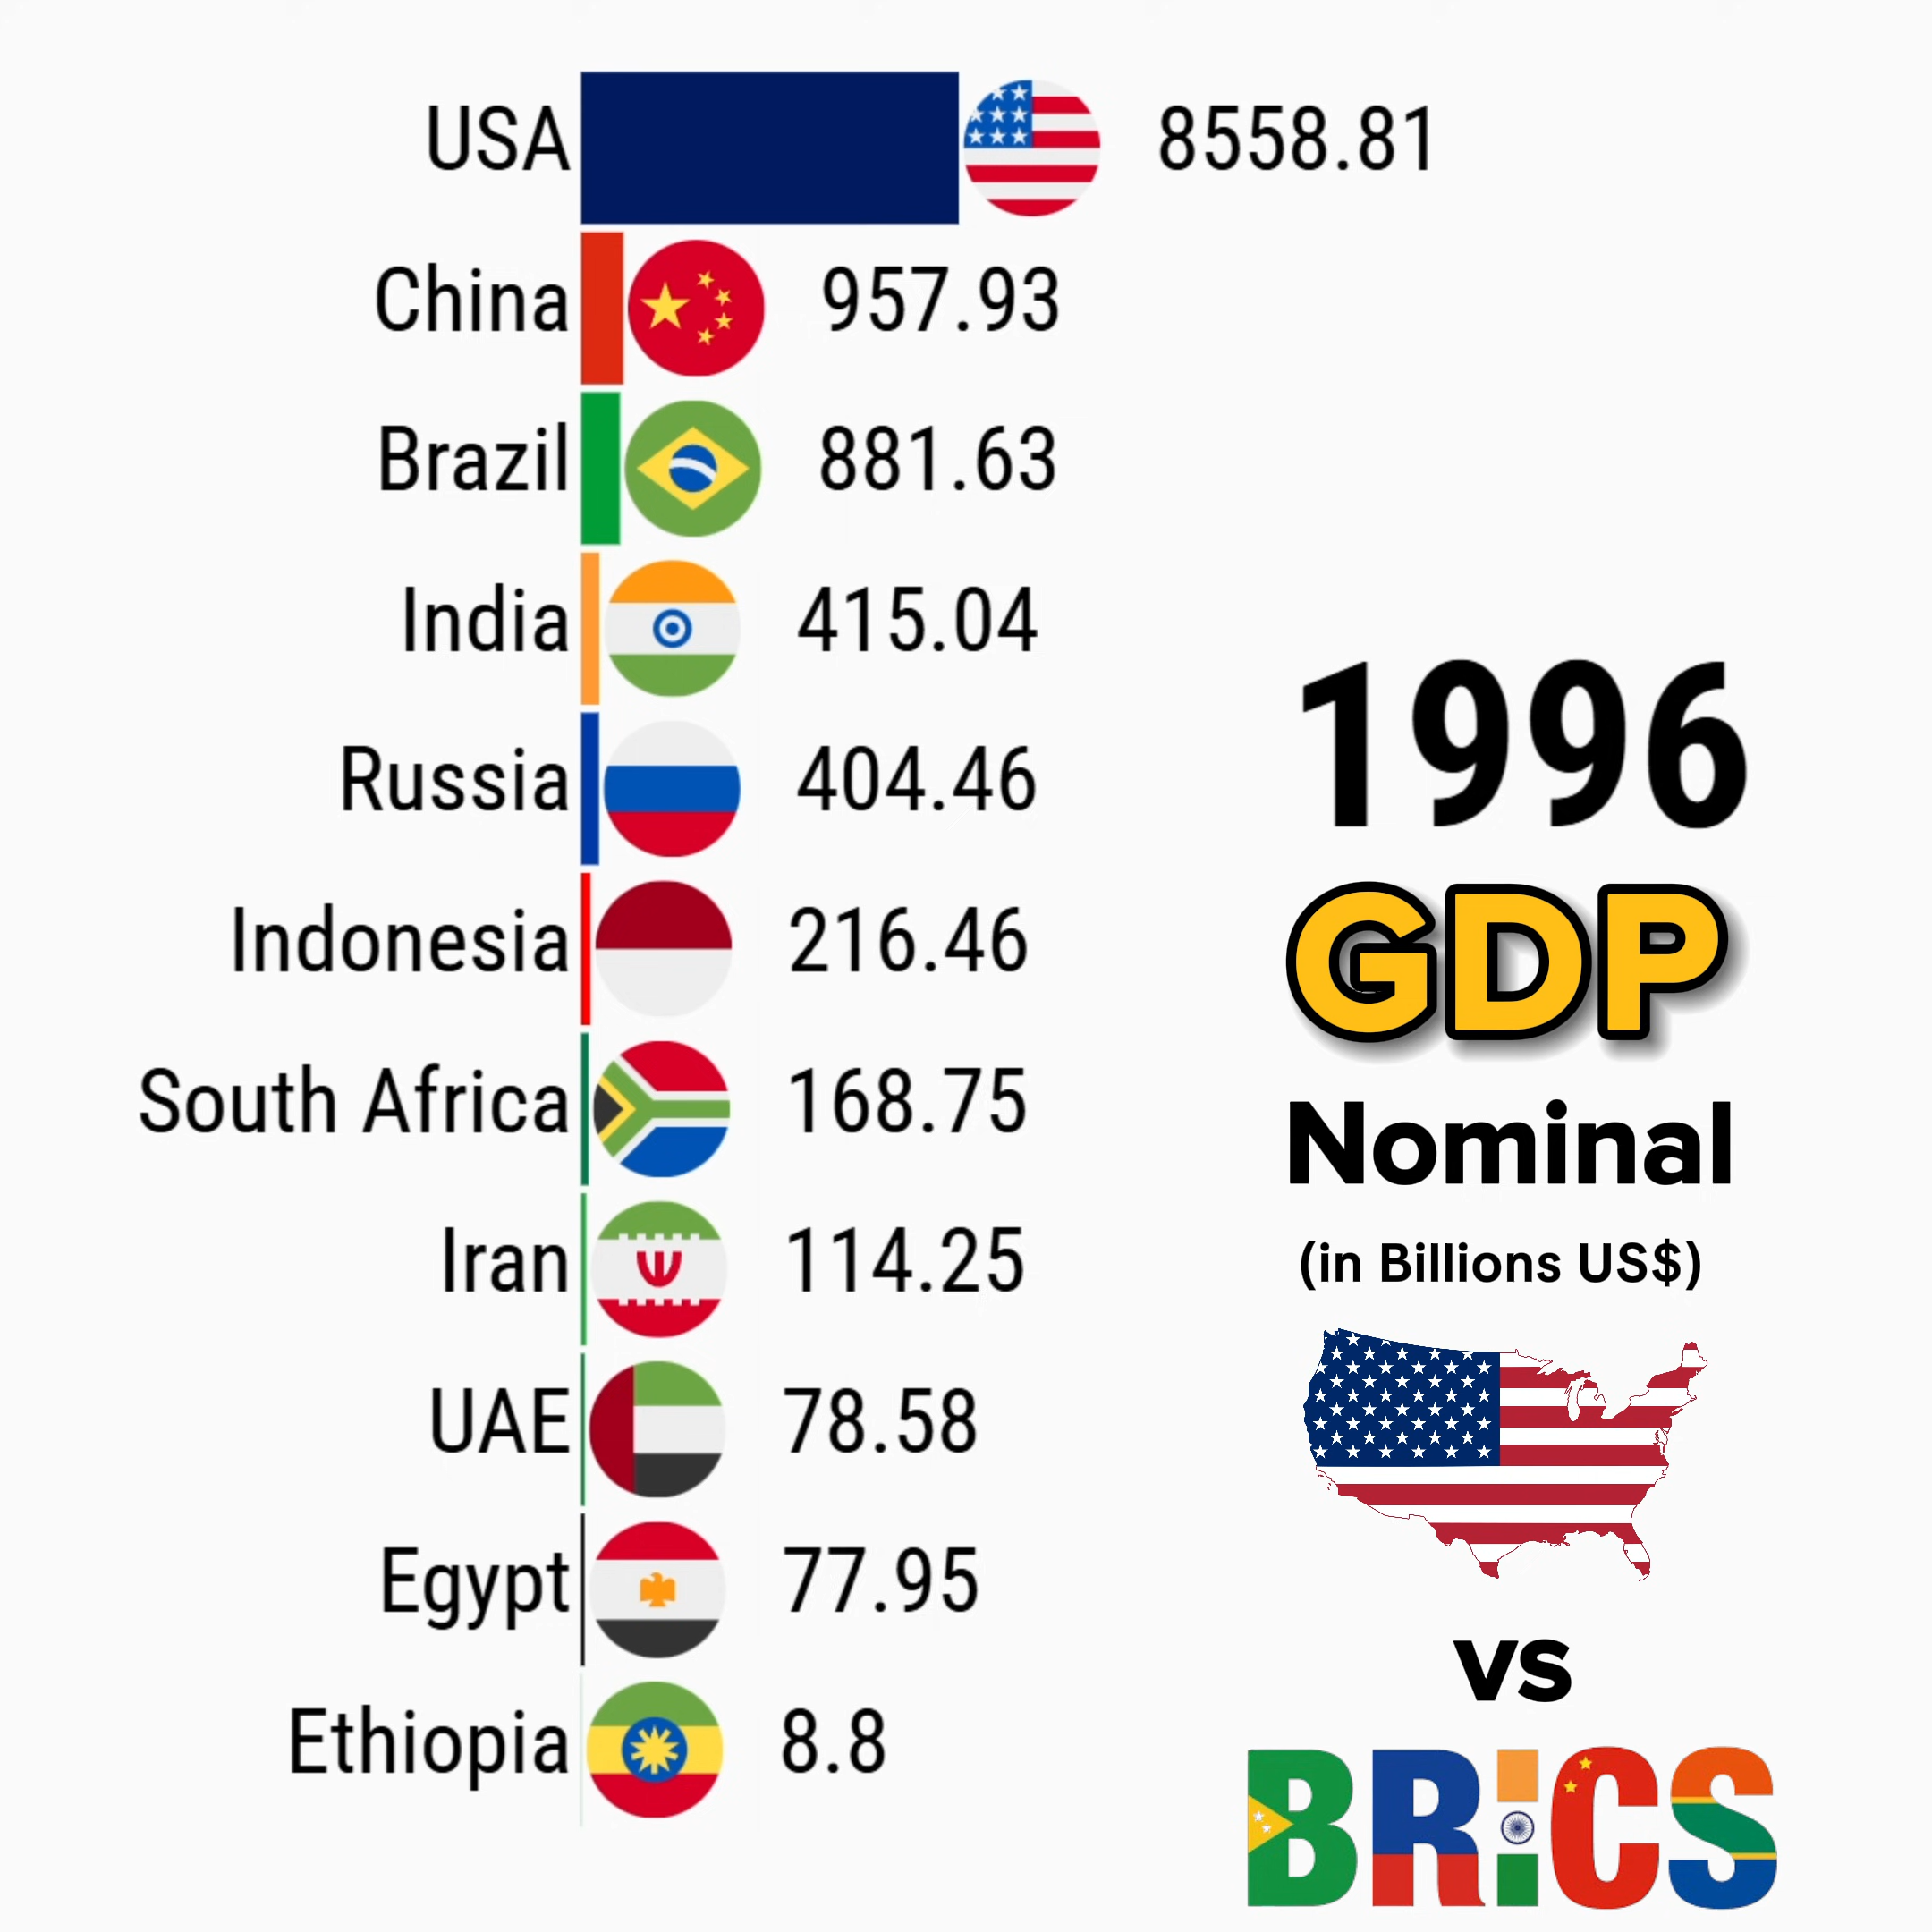 USA 8558.81
China 957.93
Brazil 881.63
India 415.04
Russia 404.46
Indonesia 216.46
South Africa 168.75
Iran 114.25
UAE 78.58
Egypt 77.95
Ethiopia 8.8
1996
GDP
Nominal
(in Billions US$)
vs
BRiCS